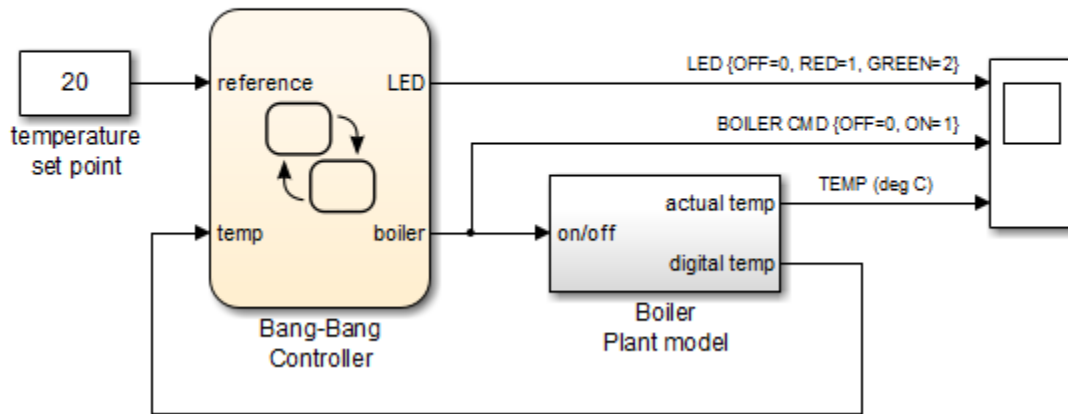 20
temperature
set point
reference
LED
temp
boiler
Bang-Bang
Controller
LED {OFF=0, RED=1, GREEN=2}
BOILER CMD {OFF=0, ON=1}
TEMP (deg C)
on/off
actual temp
digital temp
Boiler
Plant model